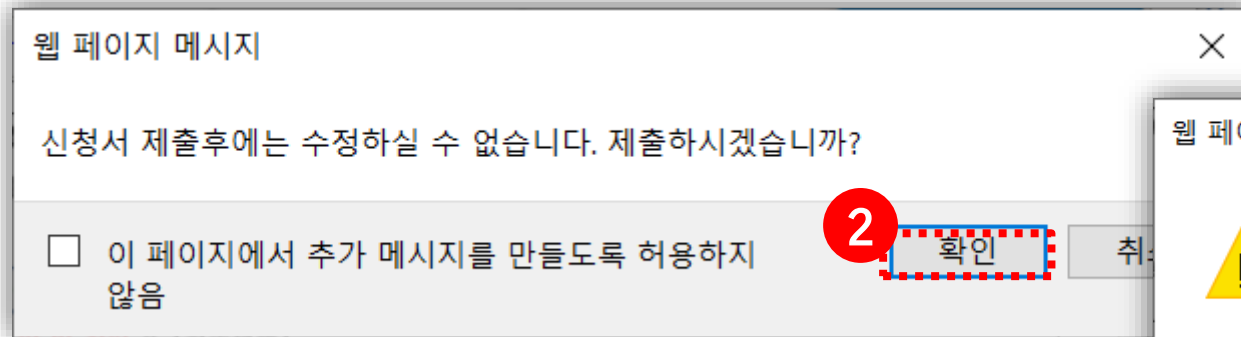 웹 페이지 메시지
신청서 제출후에는 수정하실 수 없습니다. 제출하시겠습니까?
이 페이지에서 추가 메시지를 만들도록 허용하지
않음
2
확인
웹